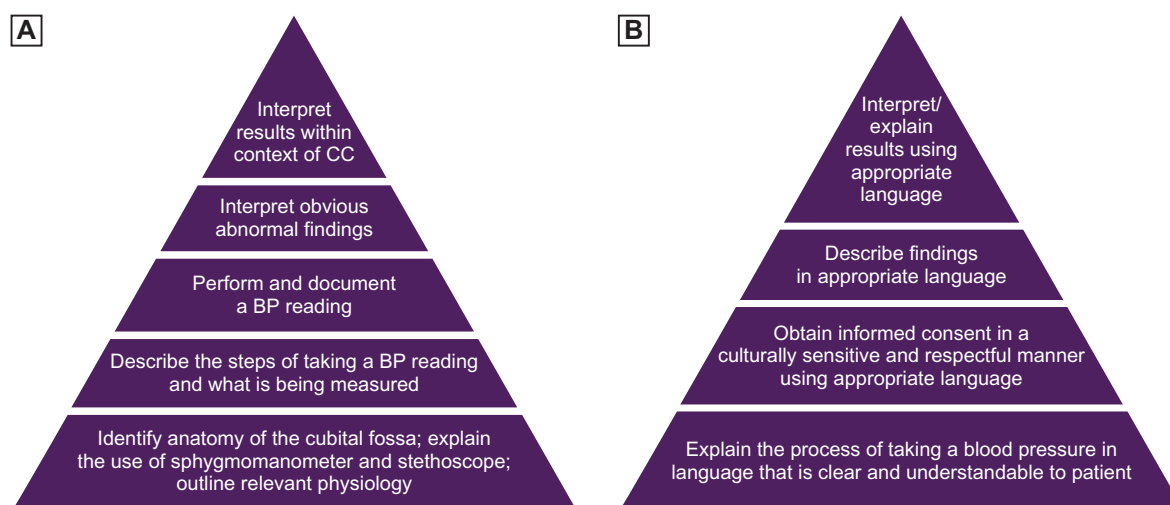 A
Interpret
results within
context of CC
Interpret obvious
abnormal findings
Perform and document
a BP reading
Describe the steps of taking a BP reading
and what is being measured
Identify anatomy of the cubital fossa; explain
the use of sphygmomanometer and stethoscope;
outline relevant physiology
B
Interpret/
explain
results using
appropriate
language
Describe findings
in appropriate language
Obtain informed consent in a
culturally sensitive and respectful manner
using appropriate language
Explain the process of taking a blood pressure in
language that is clear and understandable to patient